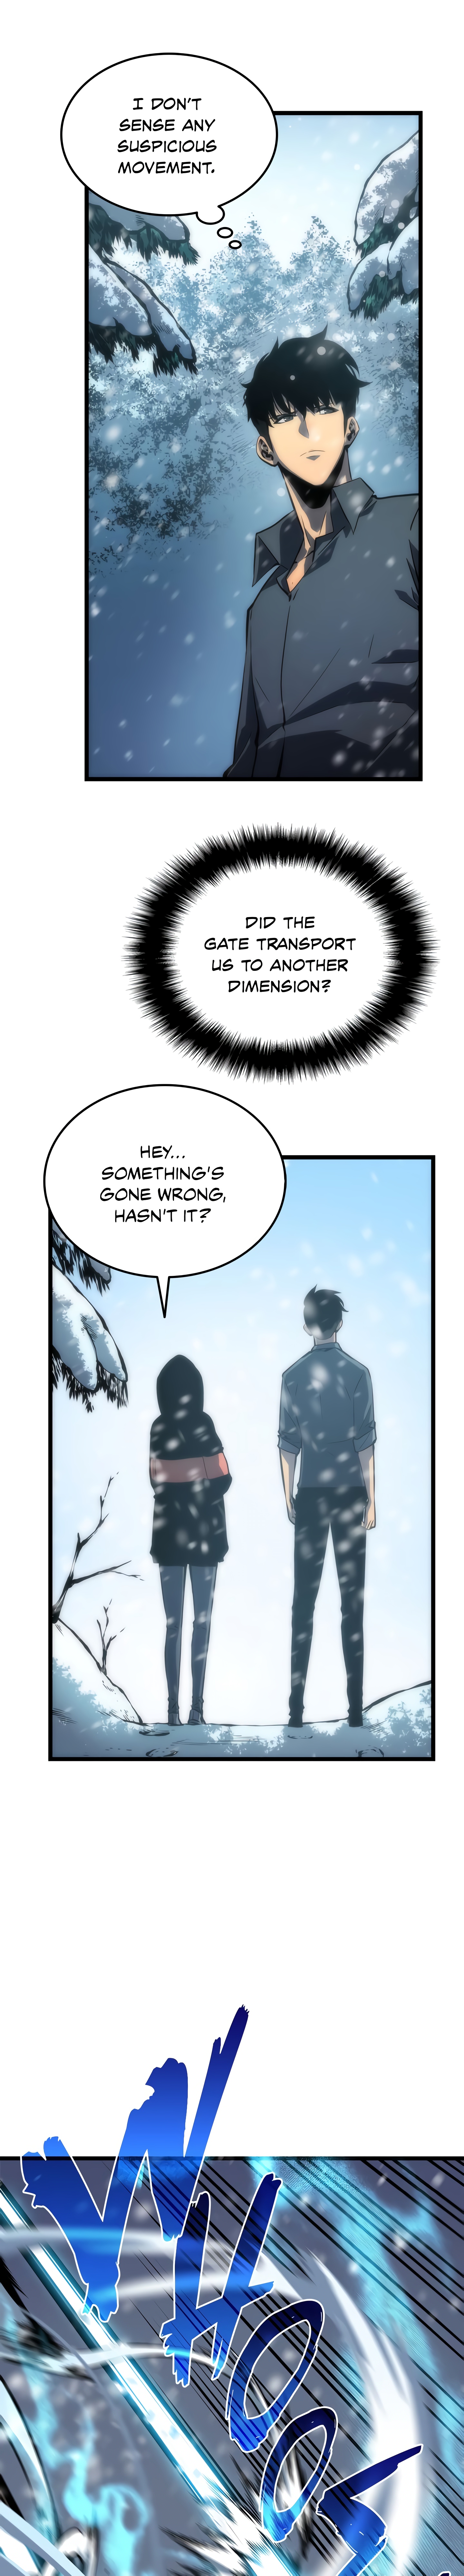 I DON'T
SENSE ANY
SUSPICIOUS
MOVEMENT.
DID THE
GATE TRANSPORT
US TO ANOTHER
DIMENSION?
HEY...
SOMETHING'S
GONE WRONG,
HASN'T IT?
WHOO